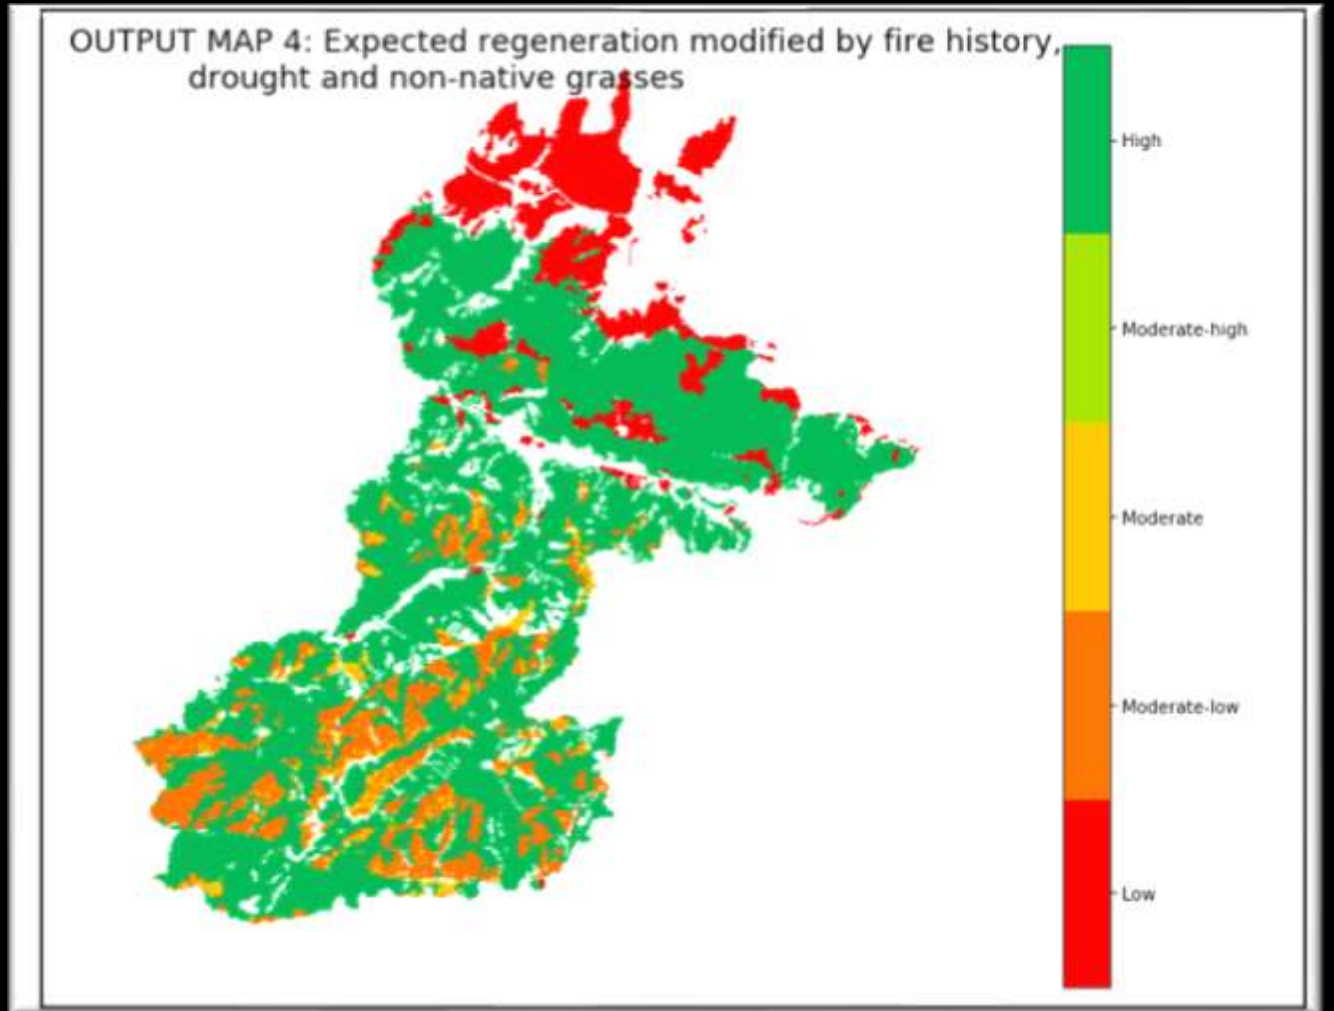 OUTPUT MAP 4: Expected regeneration modified by fire history,
drought and non-native grasses
High
Moderate-high
Moderate
Moderate-low
Low